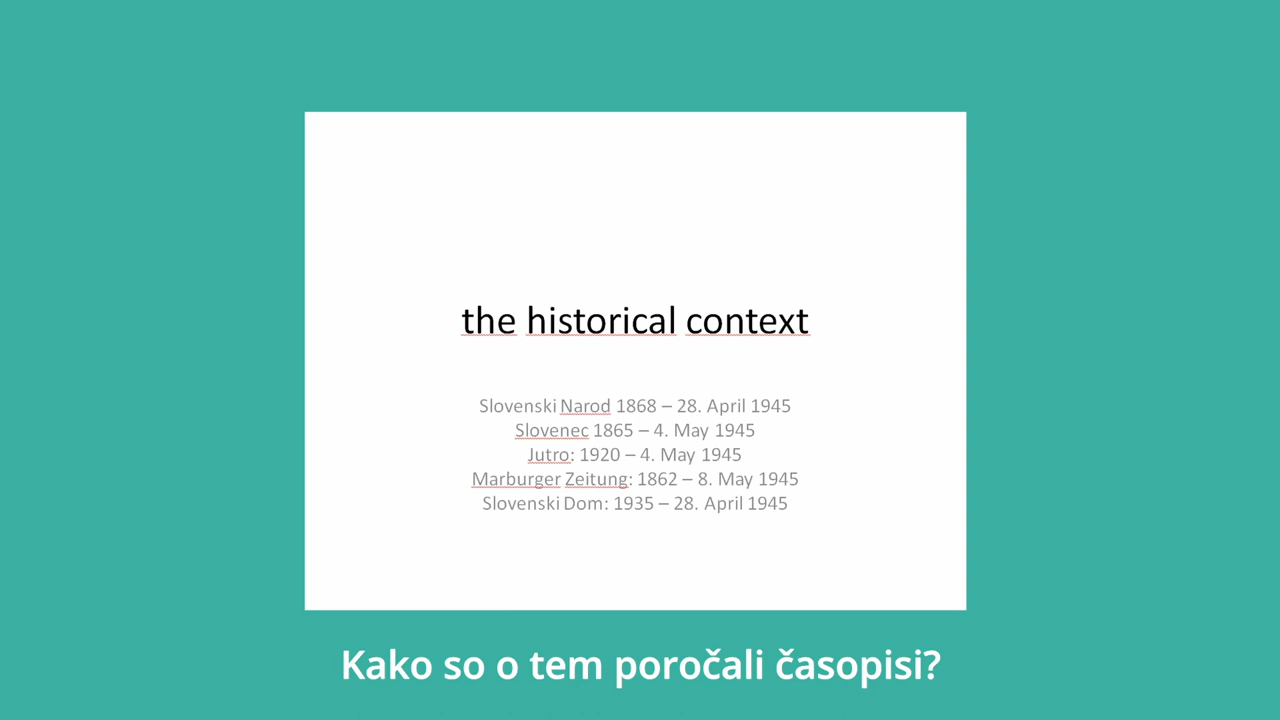 the historical context
Slovenski Narod 1868 – 28. April 1945
Slovenec 1865 – 4. May 1945
Jutro: 1920 – 4. May 1945
Marburger Zeitung: 1862 – 8. May 1945
Slovenski Dom: 1935 – 28. April 1945
Kako so o tem poročali časopisi?